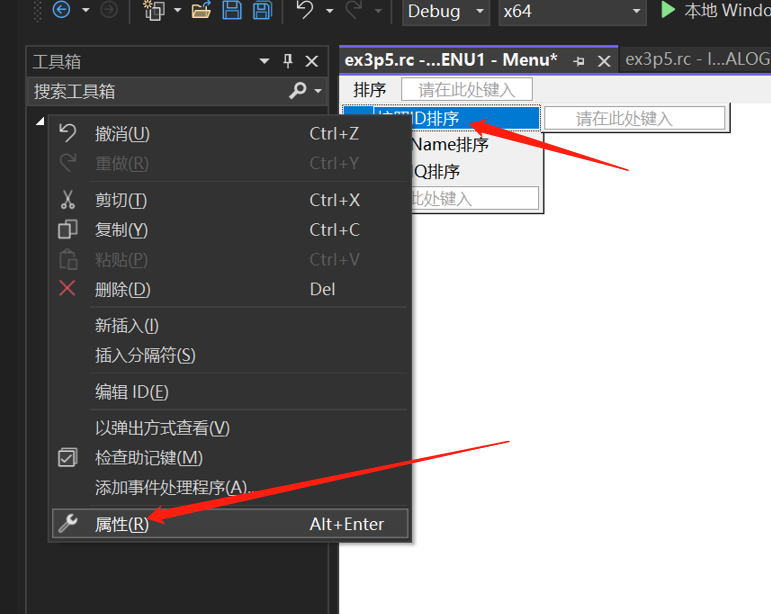 Debug x64 本地 Windo
工具箱
ex3p5.rc -...ENU1 - Menu* ex3p5.rc - I...ALOG
搜索工具箱
排序 请在此处键入
ID排序 请在此处键入
Name排序
Q排序
此处键入
撤消(U) Ctrl+Z
重做(R) Ctrl+Y
剪切(T) Ctrl+X
复制(Y) Ctrl+C
粘贴(P) Ctrl+V
删除(D) Del
新插入(I)
插入分隔符(S)
编辑 ID(E)
以弹出方式查看(V)
检查助记键(M)
添加事件处理程序(A)...
属性(R) Alt+Enter